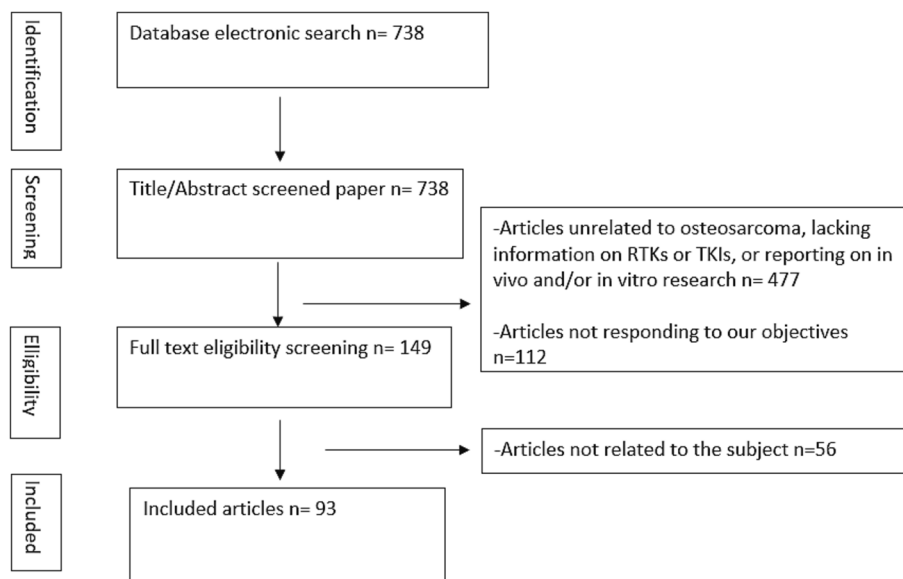 Identification
Database electronic search n= 738
Screening
Title/Abstract screened paper n= 738
-Articles unrelated to osteosarcoma, lacking
information on RTKs or TKIs, or reporting on in
vivo and/or in vitro research n= 477
-Articles not responding to our objectives
n=112
Elligibility
Full text eligibility screening n= 149
-Articles not related to the subject n=56
Included
Included articles n= 93